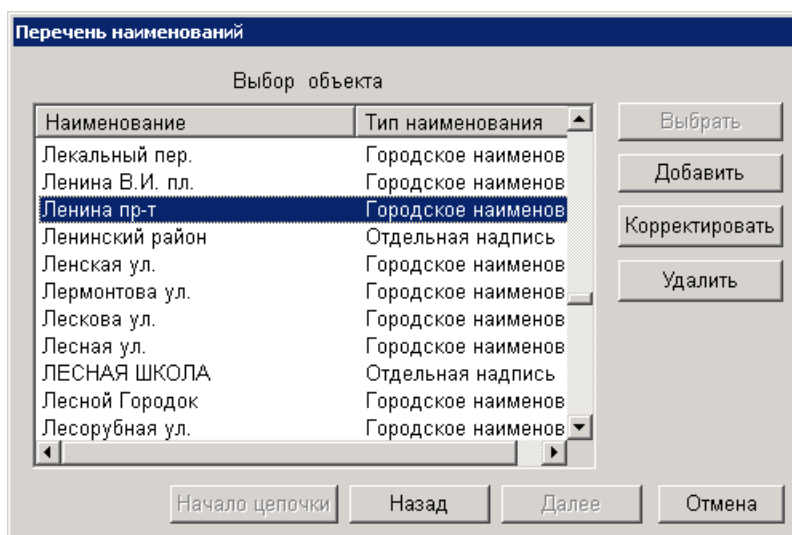 Перечень наименований
Выбор объекта
Наименование Тип наименования
Лекальный пер. Городское наименов
Ленина В.И. пл. Городское наименов
Ленина пр-т Городское наименов
Ленинский район Отдельная надпись
Ленская ул. Городское наименов
Лермонтова ул. Городское наименов
Лескова ул. Городское наименов
Лесная ул. Городское наименов
ЛЕСНАЯ ШКОЛА Отдельная надпись
Лесной Городок Городское наименов
Лесорубная ул. Городское наименов
Выбрать
Добавить
Корректировать
Удалить
Начало цепочки Назад Далее Отмена